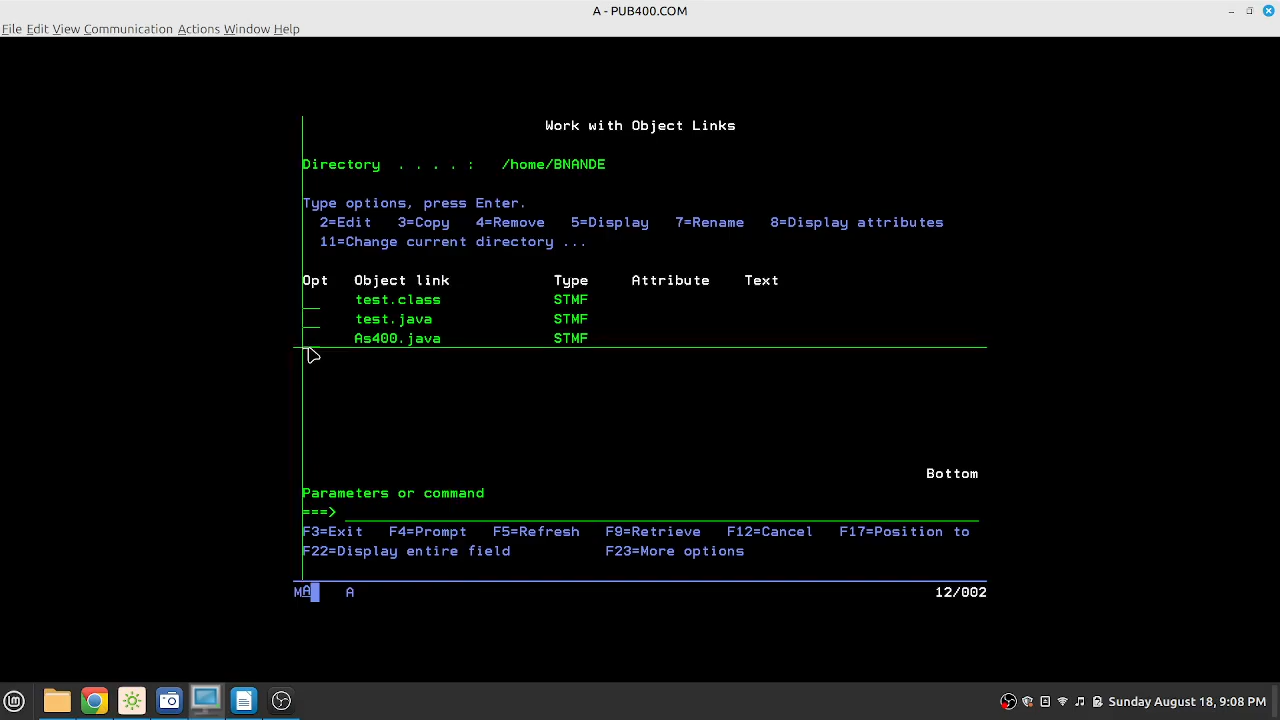 A - PUB400.COM
File Edit View Communication Actions Window Help
Work with Object Links
Directory . . . . : /home/BNANDE
Type options, press Enter.
2=Edit 3=Copy 4=Remove 5=Display 7=Rename 8=Display attributes
11=Change current directory ...
Opt Object link Type Attribute Text
test.class STMF
test.java STMF
As400.java STMF
Bottom
Parameters or command
===>
F3=Exit F4=Prompt F5=Refresh F9=Retrieve F12=Cancel F17=Position to
F22=Display entire field F23=More options
MA A 12/002
Sunday August 18, 9:08 PM